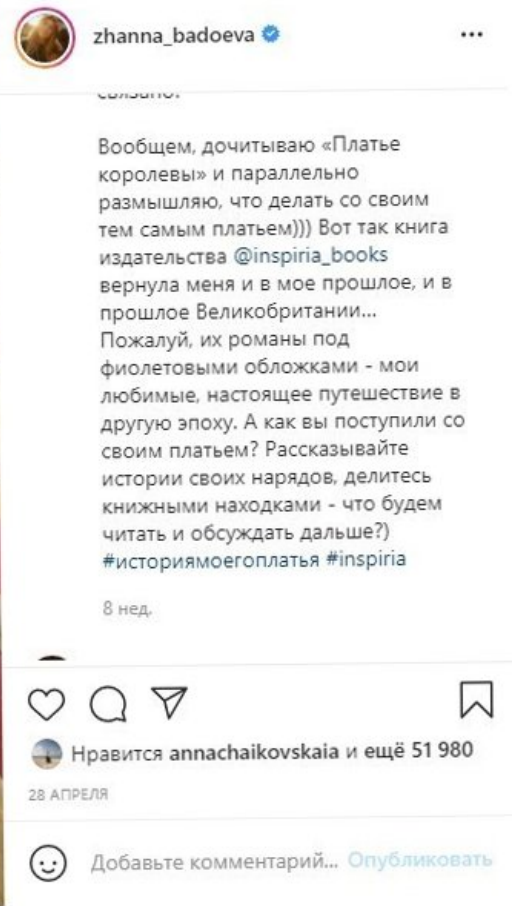 zhanna_badoeva
связано?
Вообщем, дочитываю «Платье
королевы» и параллельно
размышляю, что делать со своим
тем самым платьем))) Вот так книга
издательства @inspiria_books
вернула меня и в мое прошлое, и в
прошлое Великобритании...
Пожалуй, их романы под
фиолетовыми обложками - мои
любимые, настоящее путешествие в
другую эпоху. А как вы поступили со
своим платьем? Рассказывайте
истории своих нарядов, делитесь
книжными находками - что будем
читать и обсуждать дальше?)
#историямоегоплатья #inspiria
8 нед.
Нравится annachaikovskaia и ещё 51 980
28 АПРЕЛЯ
Добавьте комментарий... Опубликовать